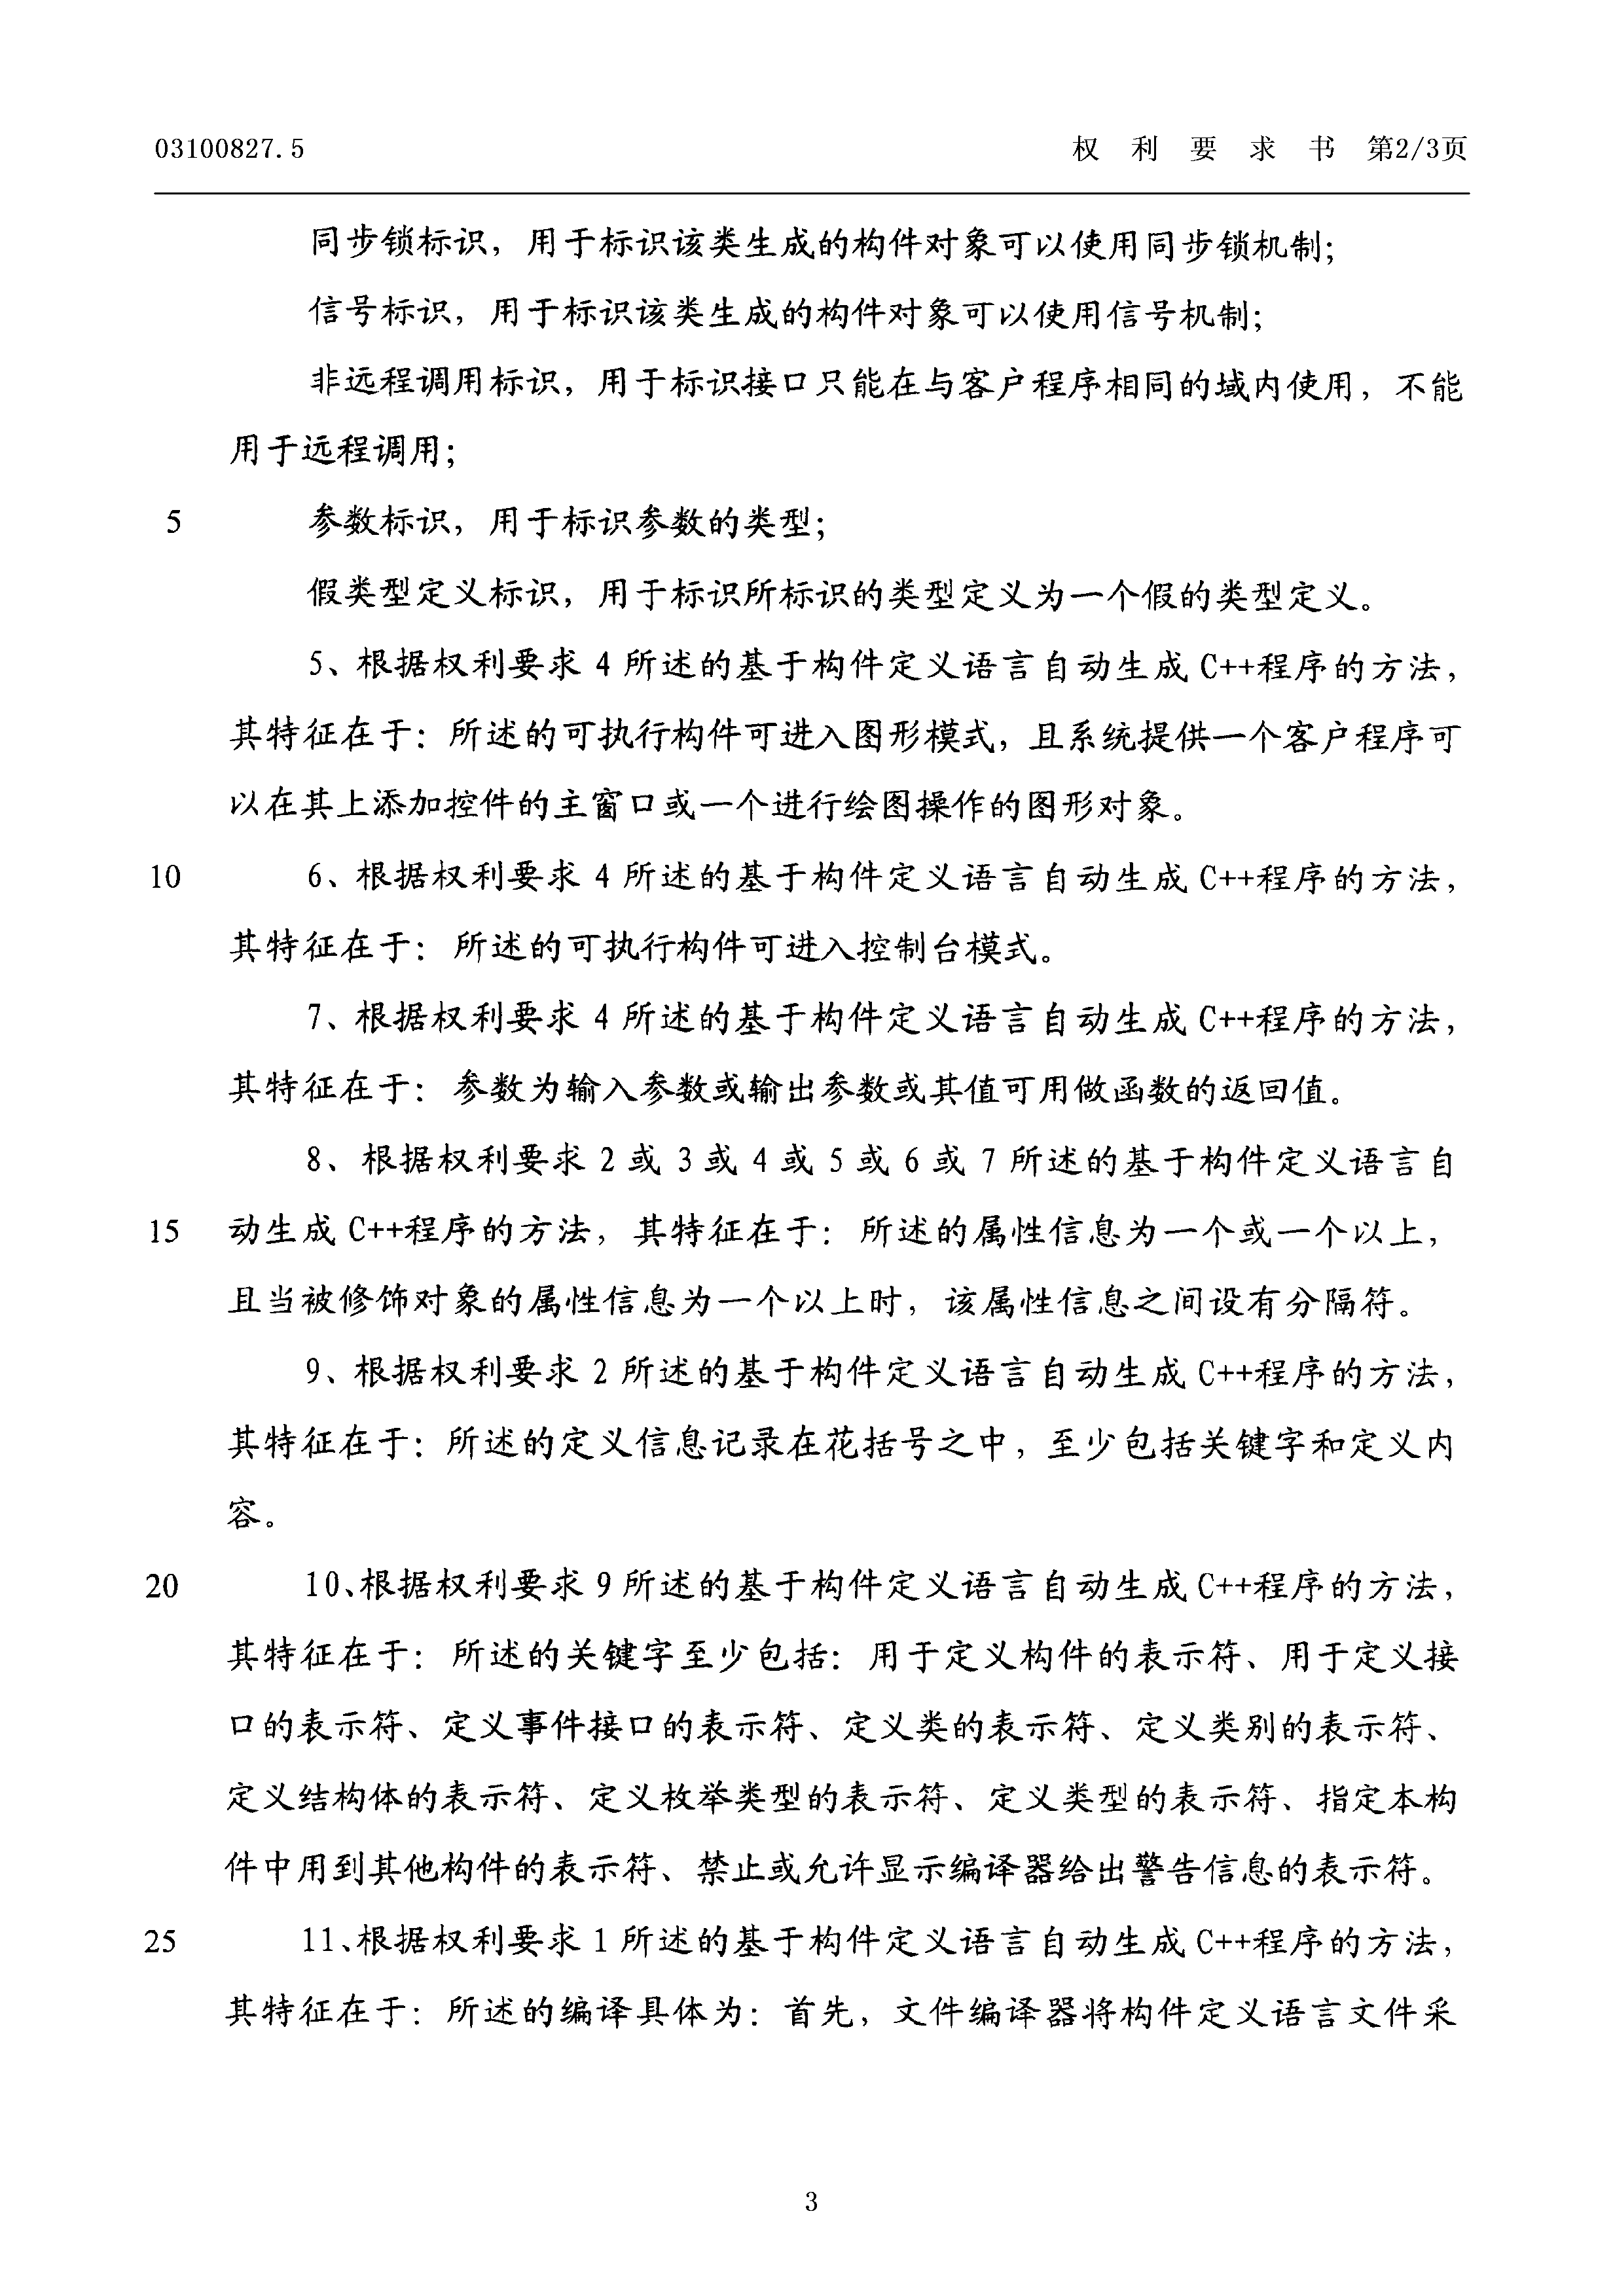 03100827.5 权 利 要 求 书 第2/3页
同步锁标识，用于标识该类生成的构件对象可以使用同步锁机制；
信号标识，用于标识该类生成的构件对象可以使用信号机制；
非远程调用标识，用于标识接口只能在与客户程序相同的域内使用，不能
用于远程调用；
5 参数标识，用于标识参数的类型；
假类型定义标识，用于标识所标识的类型定义为一个假的类型定义。
5、根据权利要求 4 所述的基于构件定义语言自动生成 C++程序的方法，
其特征在于：所述的可执行构件可进入图形模式，且系统提供一个客户程序可
以在其上添加控件的主窗口或一个进行绘图操作的图形对象。
10 6、根据权利要求 4 所述的基于构件定义语言自动生成 C++程序的方法，
其特征在于：所述的可执行构件可进入控制台模式。
7、根据权利要求 4 所述的基于构件定义语言自动生成 C++程序的方法，
其特征在于：参数为输入参数或输出参数或其值可用做函数的返回值。
8、根据权利要求 2 或 3 或 4 或 5 或 6 或 7 所述的基于构件定义语言自
15 动生成 C++程序的方法，其特征在于：所述的属性信息为一个或一个以上，
且当被修饰对象的属性信息为一个以上时，该属性信息之间设有分隔符。
9、根据权利要求 2 所述的基于构件定义语言自动生成 C++程序的方法，
其特征在于：所述的定义信息记录在花括号之中，至少包括关键字和定义内
容。
20 10、根据权利要求 9 所述的基于构件定义语言自动生成 C++程序的方法，
其特征在于：所述的关键字至少包括：用于定义构件的表示符、用于定义接
口的表示符、定义事件接口的表示符、定义类的表示符、定义类别的表示符、
定义结构体的表示符、定义枚举类型的表示符、定义类型的表示符、指定本构
件中用到其他构件的表示符、禁止或允许显示编译器给出警告信息的表示符。
25 11、根据权利要求 1 所述的基于构件定义语言自动生成 C++程序的方法，
其特征在于：所述的编译具体为：首先，文件编译器将构件定义语言文件采
3